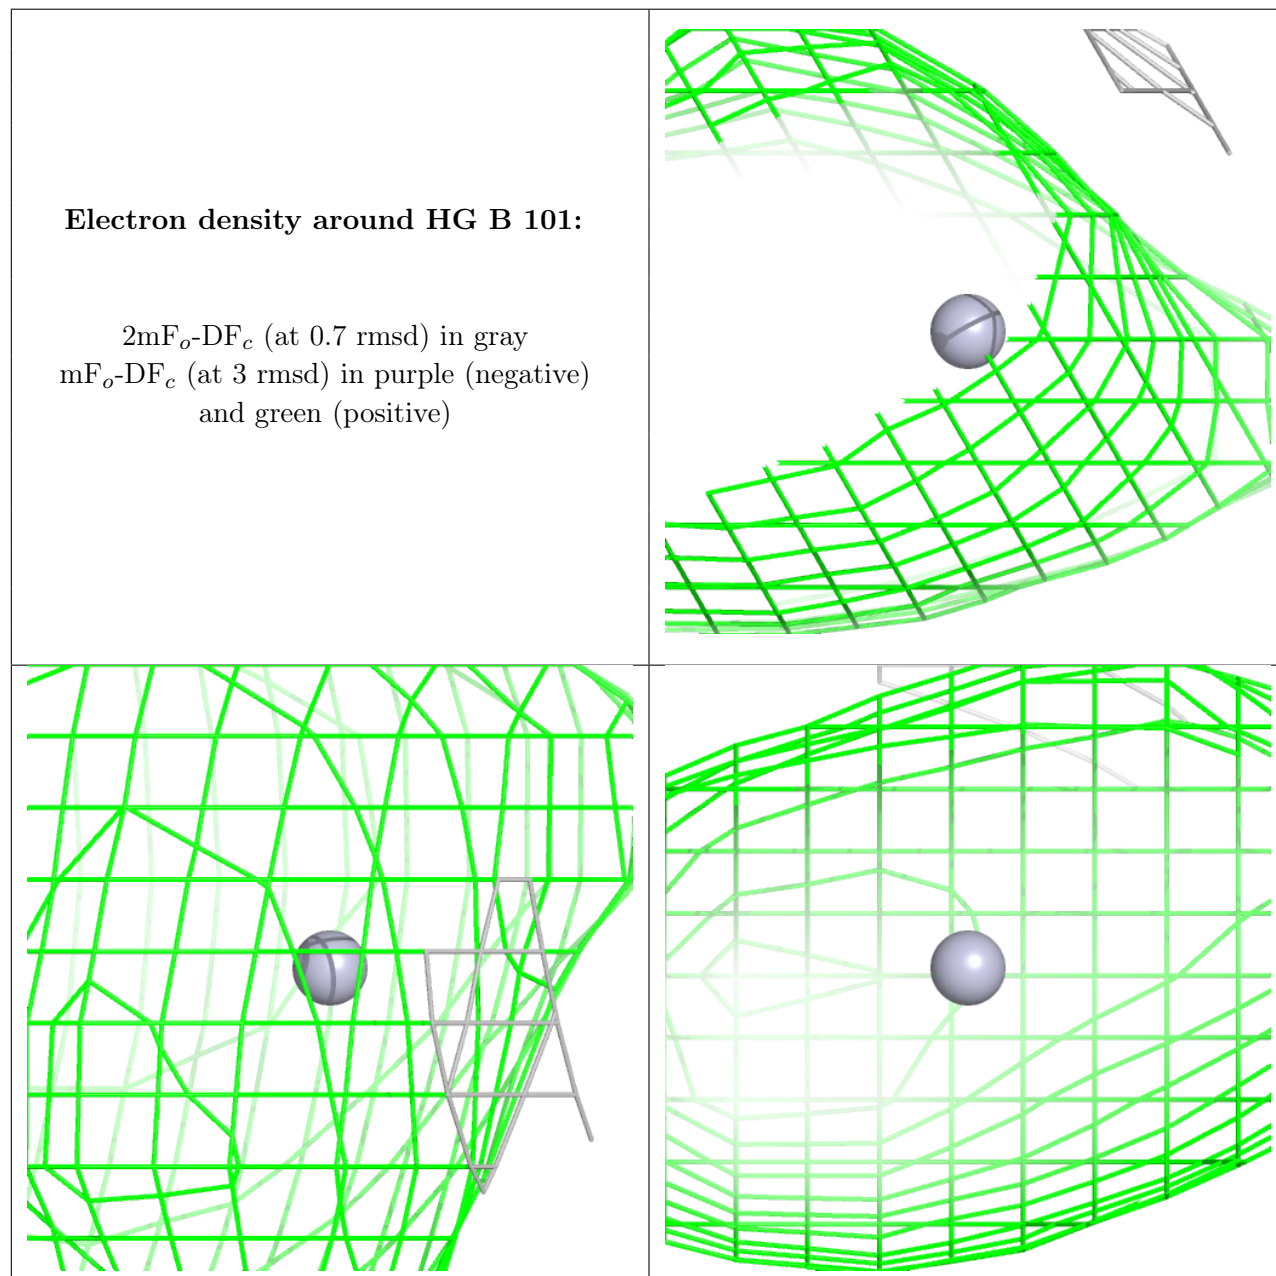 Electron density around HG B 101:
2mFo-DFc (at 0.7 rmsd) in gray
mFo-DFc (at 3 rmsd) in purple (negative)
and green (positive)